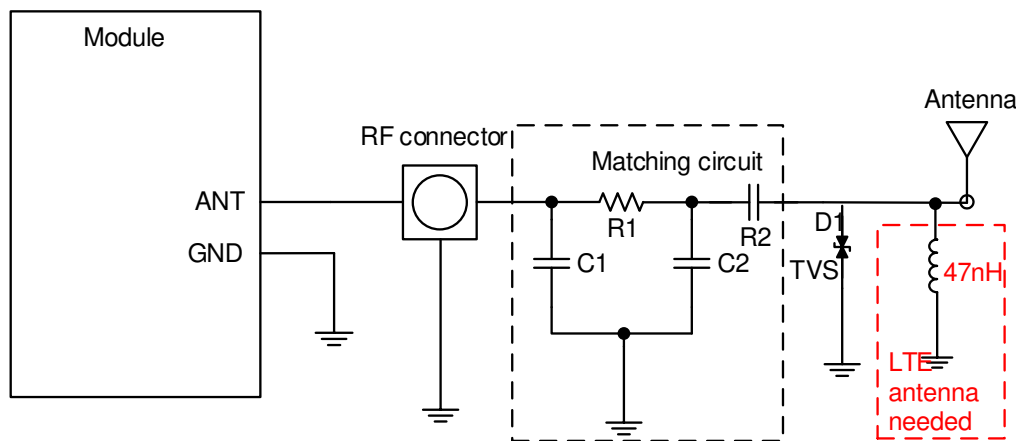 Module
Antenna
RF connector
Matching circuit
ANT
R1
R2
D1
GND
C1
C2
TVS
47nH
LTE
antenna
needed